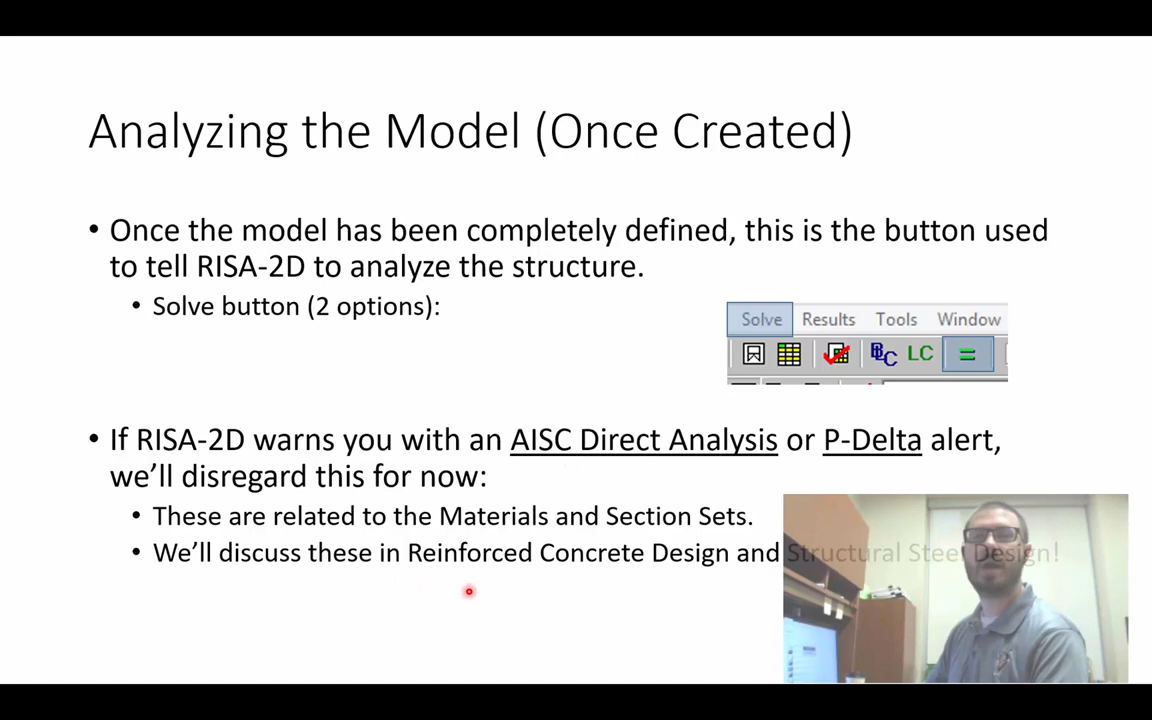 Analyzing the Model (Once Created)
• Once the model has been completely defined, this is the button used
to tell RISA-2D to analyze the structure.
• Solve button (2 options):
Solve Results Tools Window
LC =
• If RISA-2D warns you with an AISC Direct Analysis or P-Delta alert,
we’ll disregard this for now:
• These are related to the Materials and Section Sets.
• We’ll discuss these in Reinforced Concrete Design and Structural Steel Design!